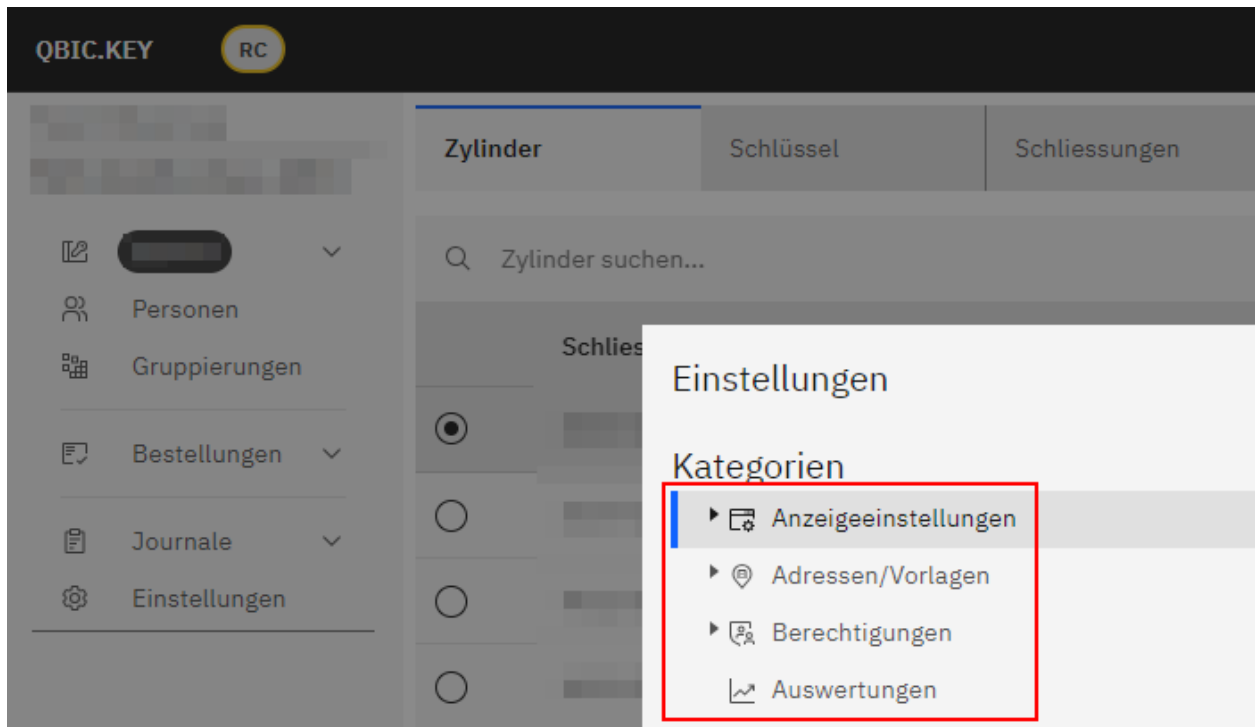 QBIC.KEY RC
Zylinder Schlüssel Schliessungen
Zylinder suchen...
Personen
Gruppierungen
Bestellungen
Journale
Einstellungen
Schlies
Einstellungen
Kategorien
Anzeigeeinstellungen
Adressen/Vorlagen
Berechtigungen
Auswertungen